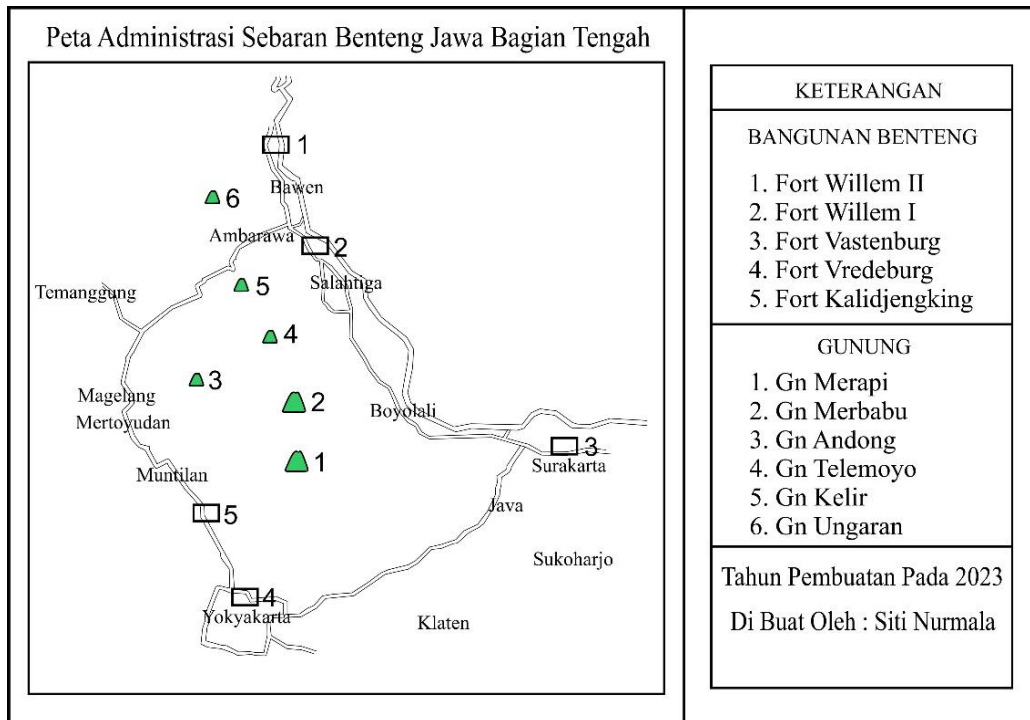 Peta Administrasi Sebaran Benteng Jawa Bagian Tengah
1
Bawen
6
Ambarawa
2
Salahtiga
5
Temanggung
4
3
Magelang
2
Boyolali
Mertoyudan
3
1
Surakarta
Muntilan
Java
5
Sukoharjo
4
Yokyakarta
Klaten
KETERANGAN
BANGUNAN BENTENG
1. Fort Willem II
2. Fort Willem I
3. Fort Vastenburg
4. Fort Vredeburg
5. Fort Kalidjengking
GUNUNG
1. Gn Merapi
2. Gn Merbabu
3. Gn Andong
4. Gn Telemoyo
5. Gn Kelir
6. Gn Ungaran
Tahun Pembuatan Pada 2023
Di Buat Oleh : Siti Nurmala